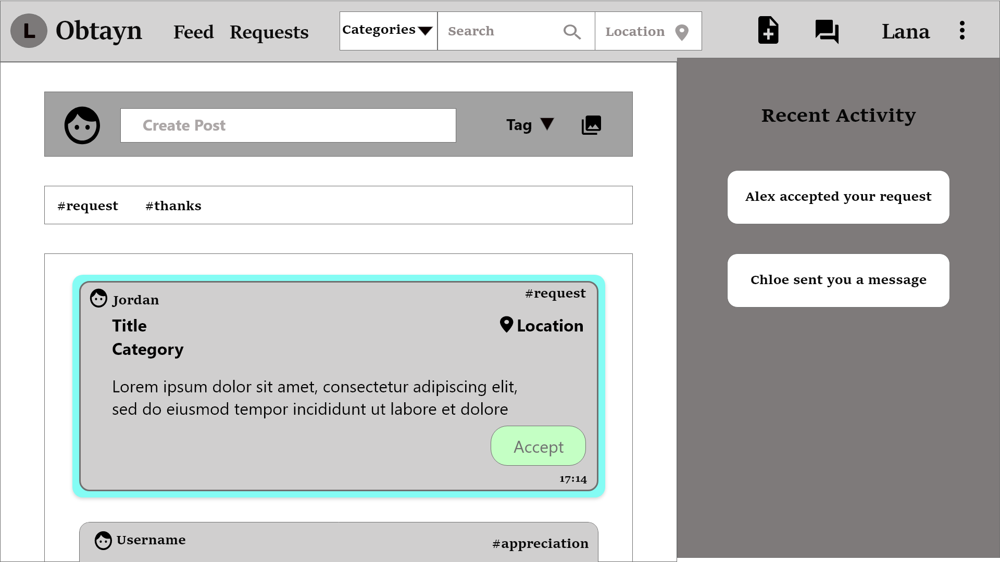 L Obtayn Feed Requests Categories Search Location Lana
Create Post Tag
#request #thanks
Jordan #request
Title Location
Category
Lorem ipsum dolor sit amet, consectetur adipiscing elit,
sed do eiusmod tempor incididunt ut labore et dolore
Accept
17:14
Username #appreciation
Recent Activity
Alex accepted your request
Chloe sent you a message